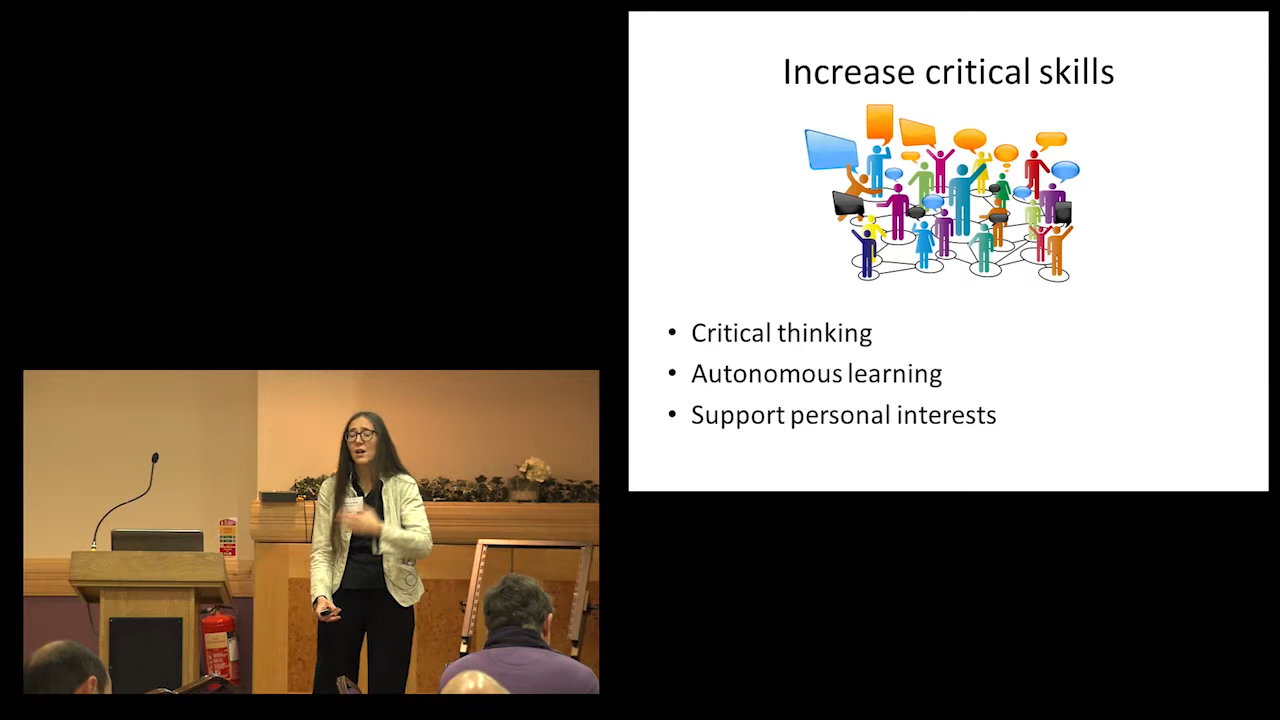 Increase critical skills
• Critical thinking
• Autonomous learning
• Support personal interests